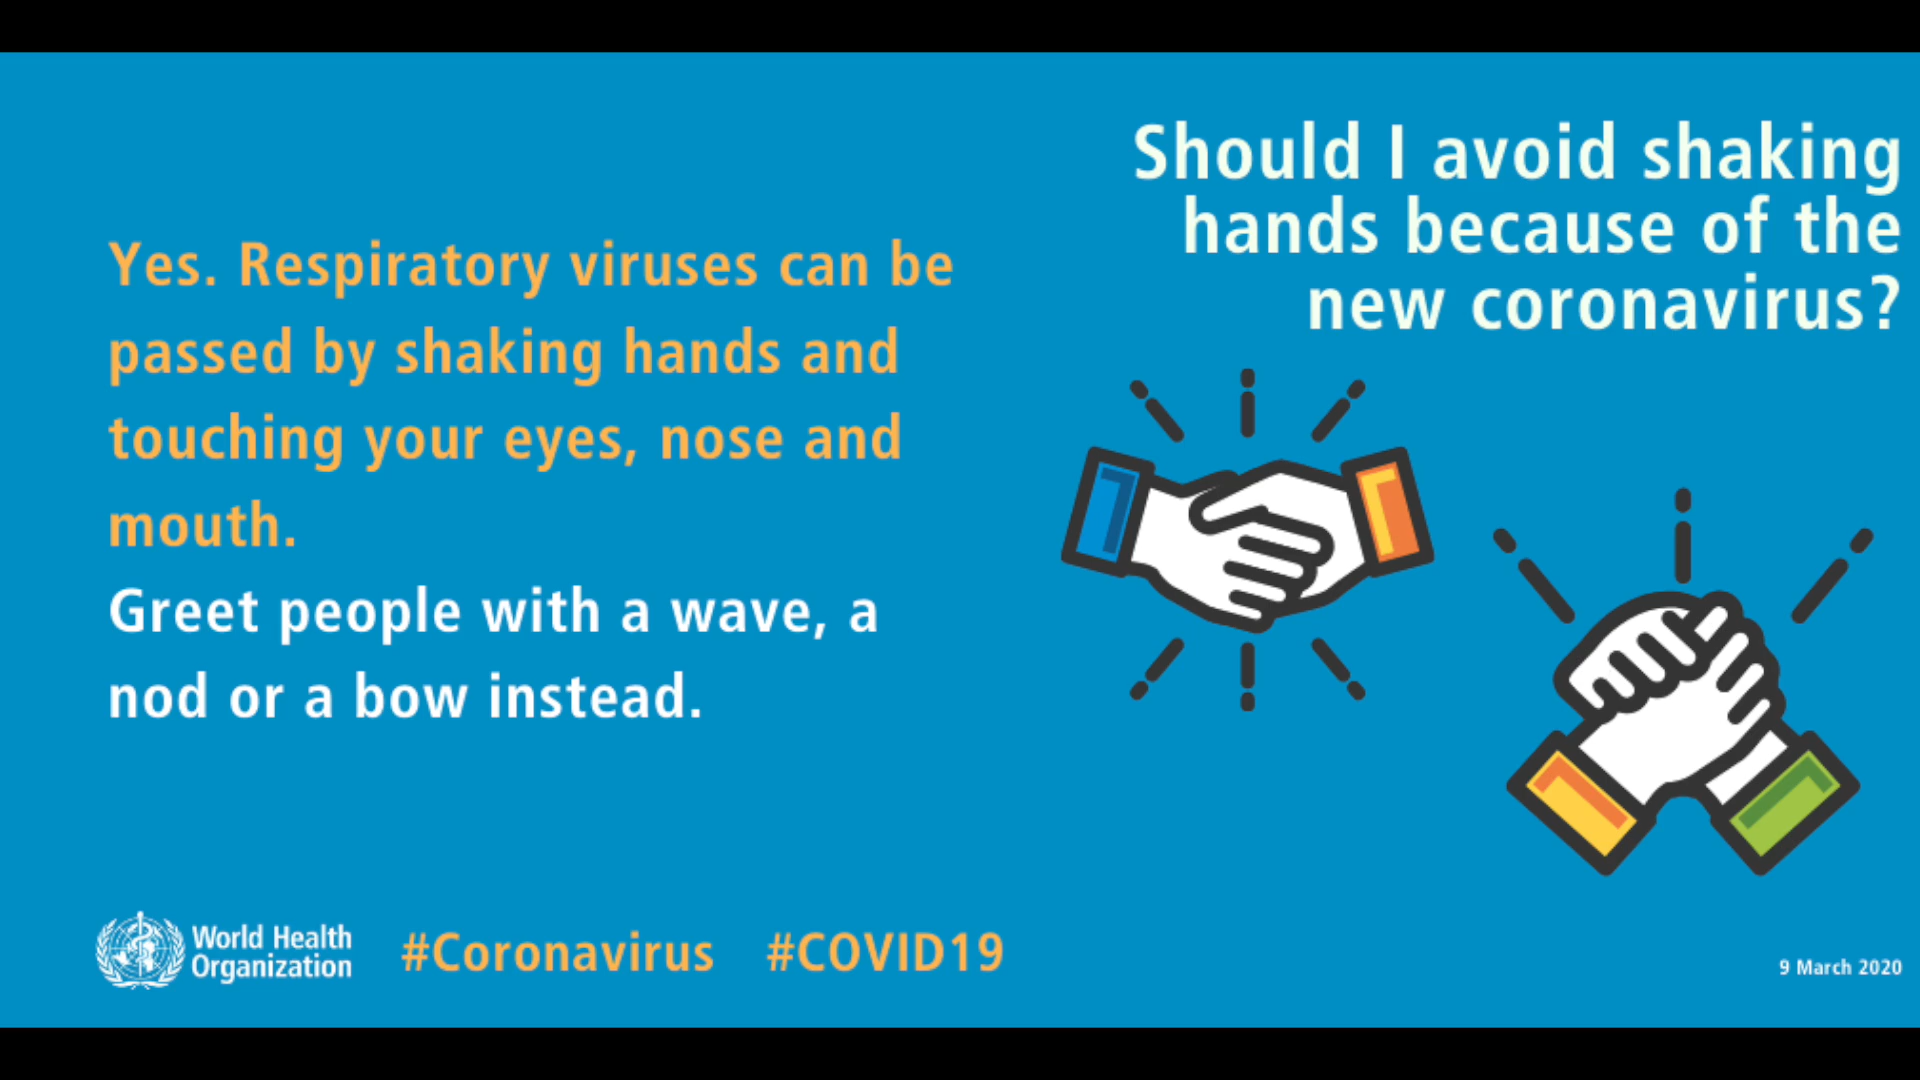 Should I avoid shaking
hands because of the
new coronavirus?
Yes. Respiratory viruses can be
passed by shaking hands and
touching your eyes, nose and
mouth.
Greet people with a wave, a
nod or a bow instead.
World Health
Organization
#Coronavirus #COVID19
9 March 2020